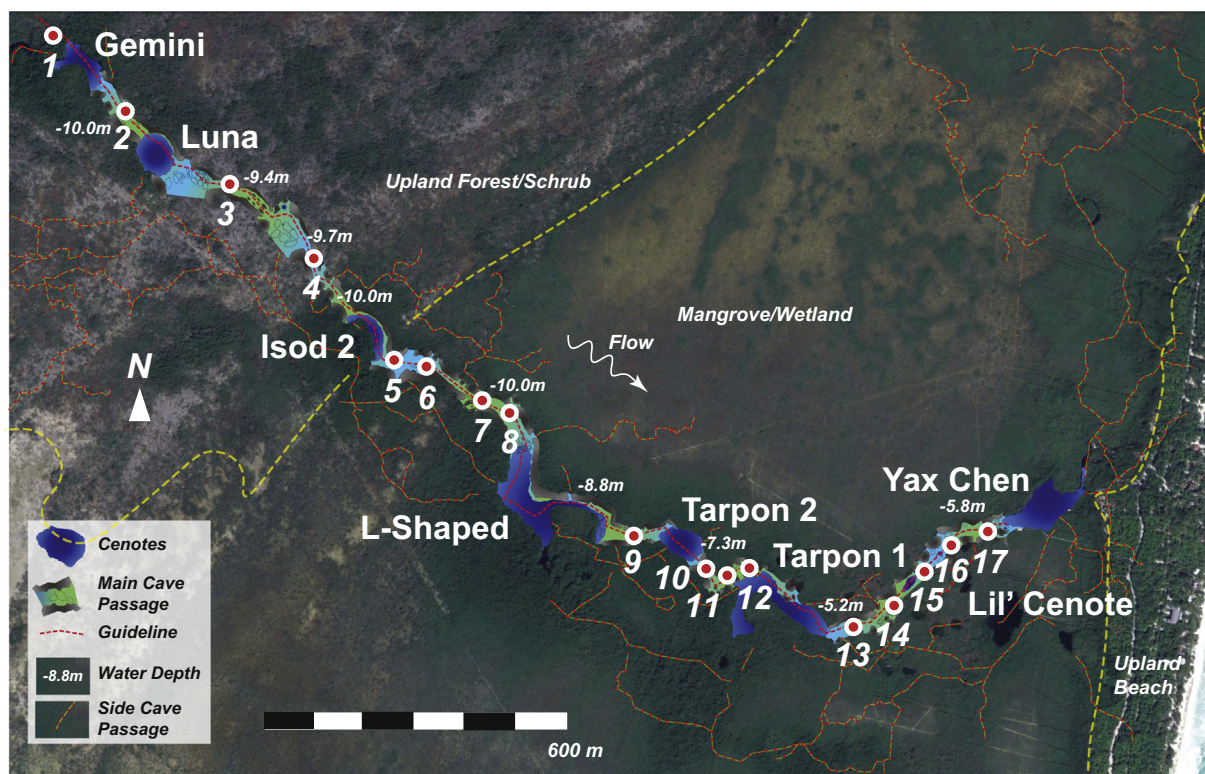 Gemini
1
-10.0m
2
Luna
-9.4m
3
Upland Forest/Schrub
-9.7m
4
-10.0m
Isod 2
Mangrove/Wetland
Flow
N
5
6
-10.0m
7
8
-8.8m
L-Shaped
Yax Chen
-5.8m
Tarpon 2
9
-7.3m
Tarpon 1
10
11
12
-5.2m
13
14
15
16
17
Lil' Cenote
Upland
Beach
Cenotes
Main Cave
Passage
Guideline
-8.8m
Water Depth
Side Cave
Passage
600 m